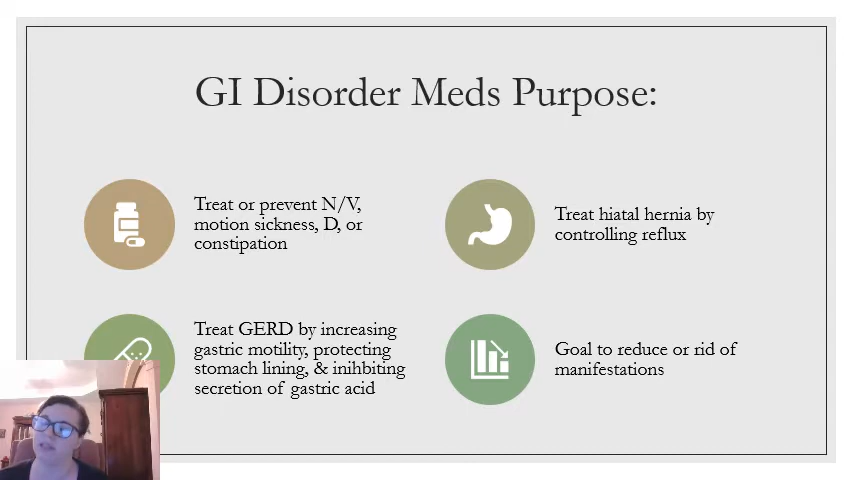 GI Disorder Meds Purpose:
Treat or prevent N/V,
motion sickness, D, or
constipation
Treat hiatal hernia by
controlling reflux
Treat GERD by increasing
gastric motility, protecting
stomach lining, & inihbiting
secretion of gastric acid
Goal to reduce or rid of
manifestations